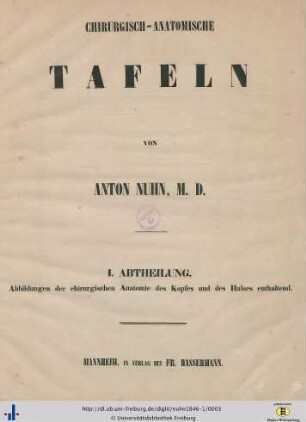 CHIRURGISCH-ANATOMISCHE
TAFELN
VON
ANTON NUHN, M. D.
I. ABTHEILUNG.
Abbildungen der chirurgischen Anatomie des Kopfes und des Halses enthaltend.
MANNHEIM, IN VERLAG BEI FR. BASSERMANN.
http://dl.ub.uni-freiburg.de/diglit/nuhn1846-1/0003
© Universitätsbibliothek Freiburg